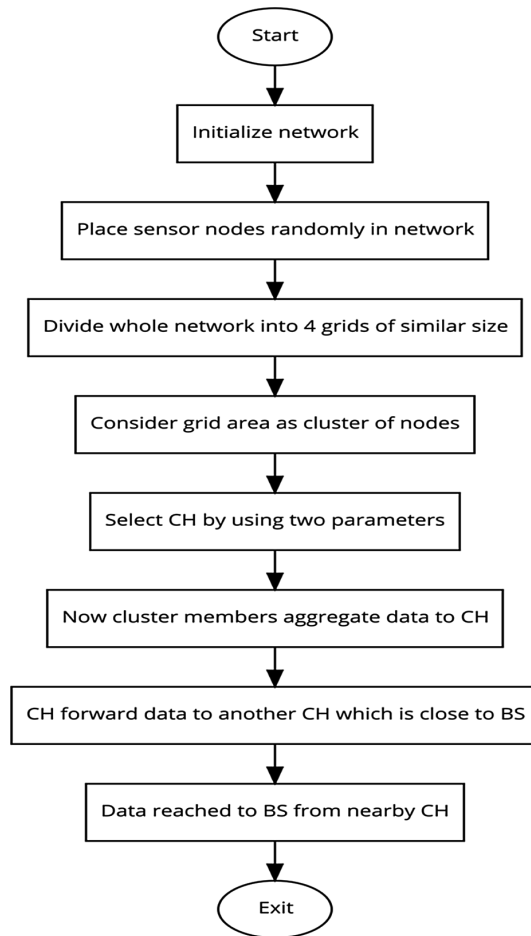 Start
Initialize network
Place sensor nodes randomly in network
Divide whole network into 4 grids of similar size
Consider grid area as cluster of nodes
Select CH by using two parameters
Now cluster members aggregate data to CH
CH forward data to another CH which is close to BS
Data reached to BS from nearby CH
Exit